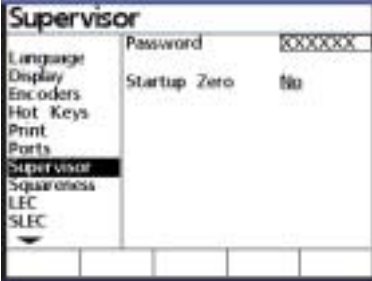 Supervisor
Password XXXXXX
Startup Zero No
Language
Display
Encoders
Hot Keys
Print
Ports
Supervisor
Squareness
LEC
SLEC